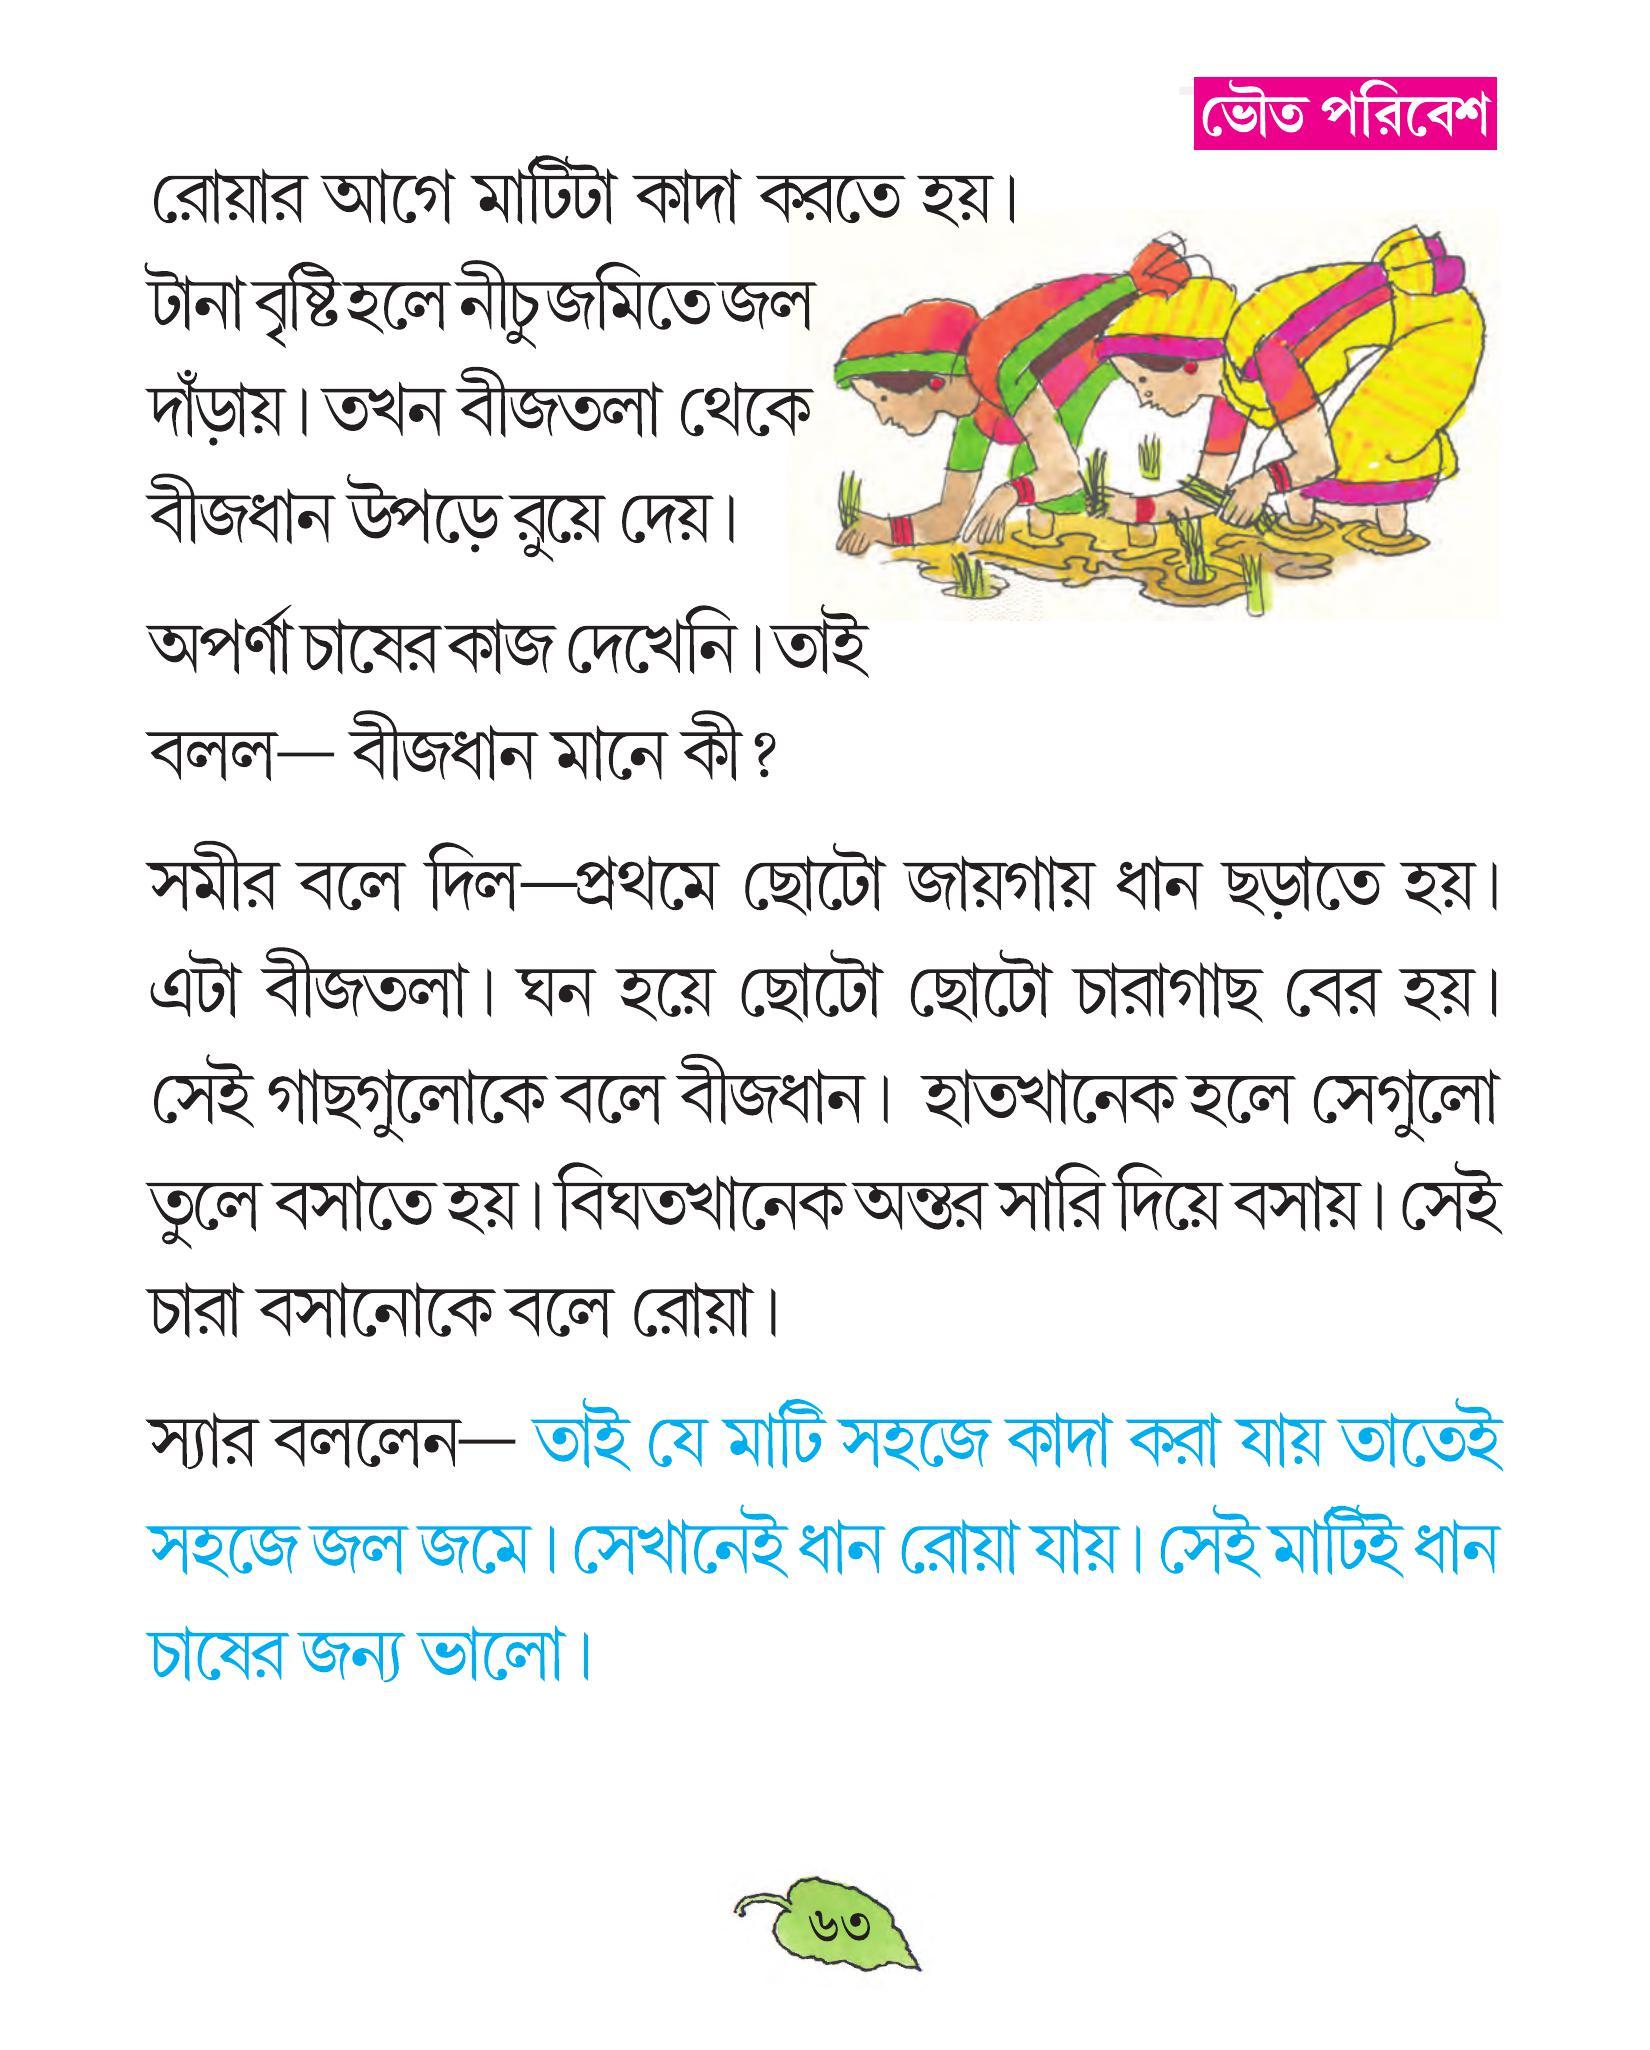 ভৌত পরিবেশ
রোয়ার আগে মাটিটা কাদা করতে হয়।
টানা বৃষ্টি হলে নীচু জমিতে জল
দাঁড়ায়। তখন বীজতলা থেকে
বীজধান উপড়ে রুয়ে দেয়।
অপর্ণা চাষের কাজ দেখেনি। তাই
বলল— বীজধান মানে কী?
সমীর বলে দিল—প্রথমে ছোটো জায়গায় ধান ছড়াতে হয়।
এটা বীজতলা। ঘন হয়ে ছোটো ছোটো চারাগাছ বের হয়।
সেই গাছগুলোকে বলে বীজধান। হাতখানেক হলে সেগুলো
তুলে বসাতে হয়। বিঘতখানেক অন্তর সারি দিয়ে বসায়। সেই
চারা বসানোকে বলে রোয়া।
স্যার বললেন— তাই যে মাটি সহজে কাদা করা যায় তাতেই
সহজে জল জমে। সেখানেই ধান রোয়া যায়। সেই মাটিই ধান
চাষের জন্য ভালো।
৬৩